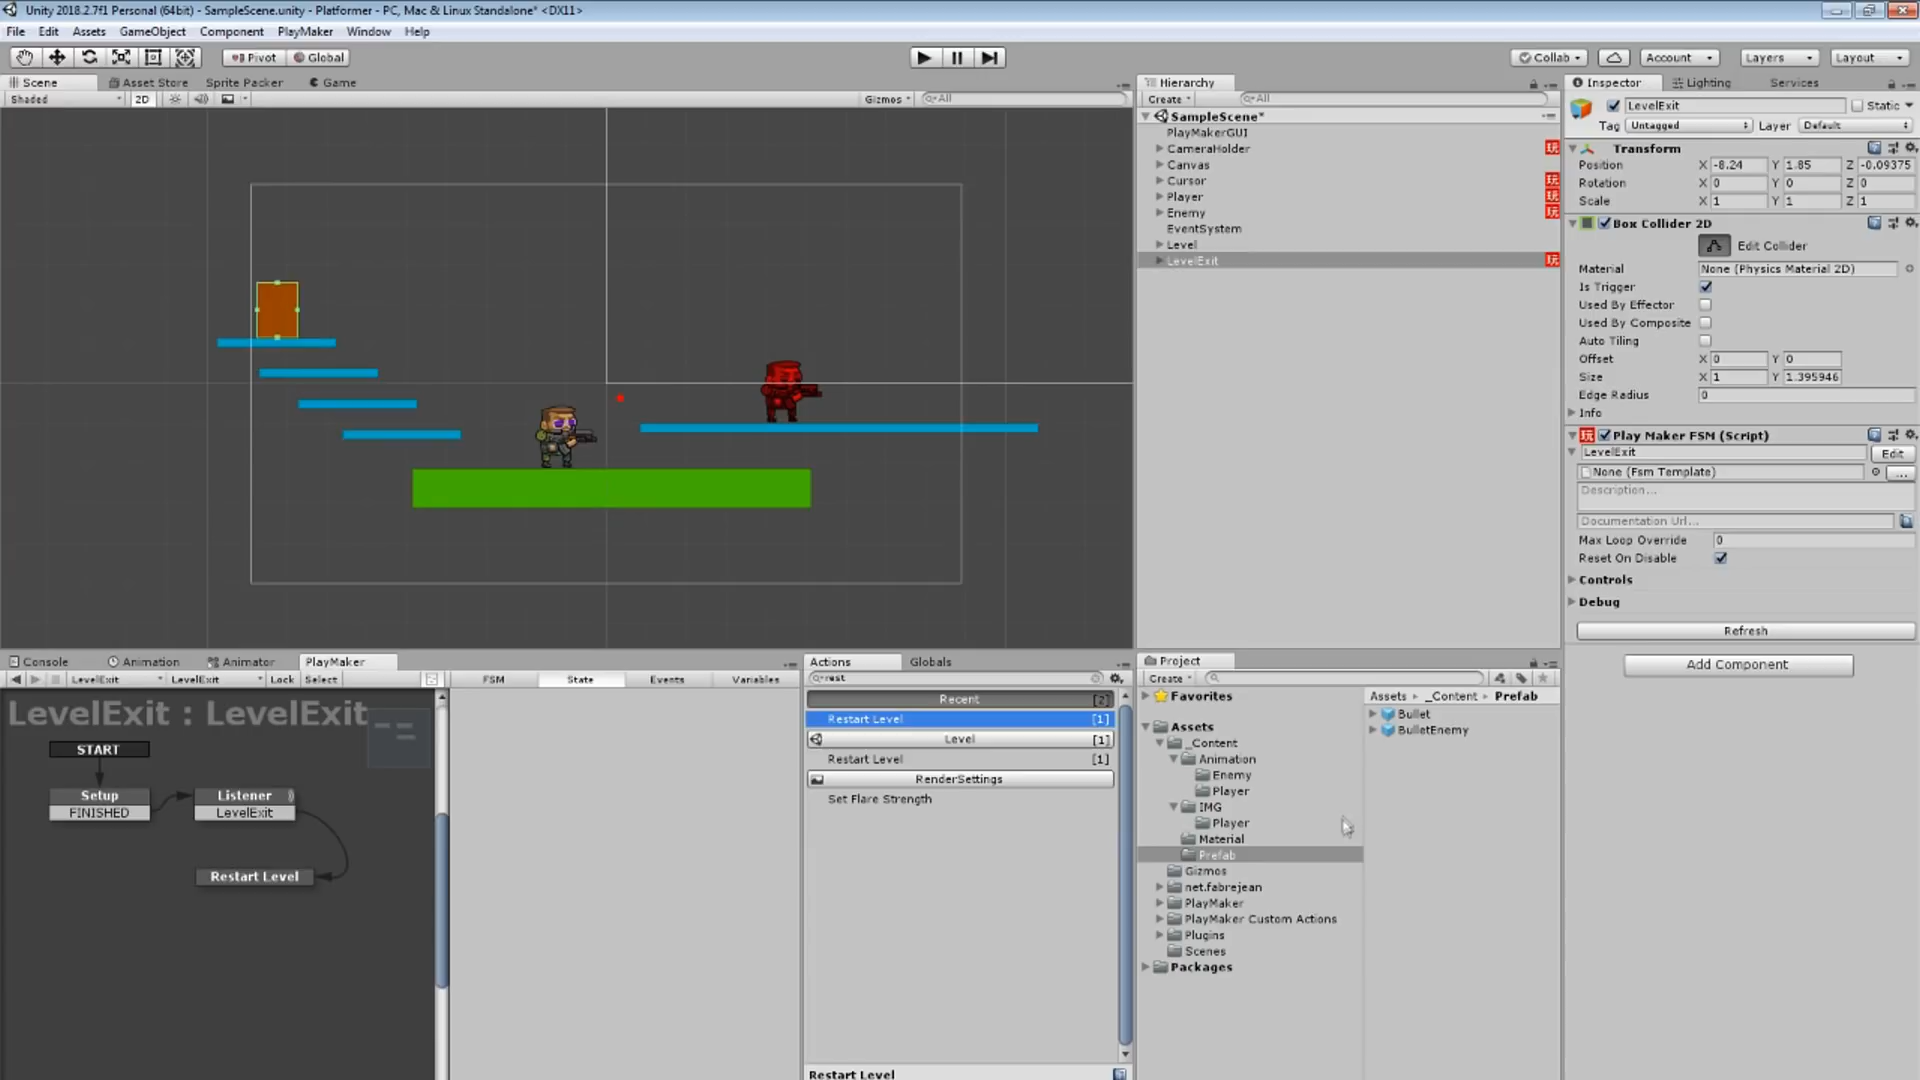 Unity 2018.2.7f1 Personal (64bit) - SampleScene.unity - Platformer - PC, Mac & Linux Standalone* <DX11>
File Edit Assets GameObject Component PlayMaker Window Help
Pivot Global Collab Account Layers Layout
Scene Asset Store Sprite Packer Game
Shaded 2D Gizmos All
Hierarchy
Create All
SampleScene*
PlayMakerGUI
CameraHolder 玩
Canvas
Cursor 玩
Player 玩
Enemy 玩
EventSystem
Level
LevelExit 玩
Inspector Lighting Services
LevelExit Static
Tag Untagged Layer Default
Transform
Position X -8.24 Y 1.85 Z -0.09375
Rotation X 0 Y 0 Z 0
Scale X 1 Y 1 Z 1
Box Collider 2D
Edit Collider
Material None (Physics Material 2D)
Is Trigger
Used By Effector
Used By Composite
Auto Tiling
Offset X 0 Y 0
Size X 1 Y 1.395946
Edge Radius 0
Info
玩 Play Maker FSM (Script)
LevelExit Edit
None (Fsm Template) ...
Description...
Documentation Url...
Max Loop Override 0
Reset On Disable
Controls
Debug
Refresh
Add Component
Console Animation Animator PlayMaker
LevelExit LevelExit Lock Select
LevelExit : LevelExit
START
Setup
FINISHED
Listener
LevelExit
Restart Level
FSM State Events Variables
Actions Globals
rest
Recent [2]
Restart Level [1]
Level [1]
Restart Level [1]
RenderSettings
Set Flare Strength
Restart Level
Project
Create
Favorites
Assets
_Content
Animation
Enemy
Player
IMG
Player
Material
Prefab
Gizmos
net.fabrejean
PlayMaker
PlayMaker Custom Actions
Plugins
Scenes
Packages
Assets _Content Prefab
Bullet
BulletEnemy